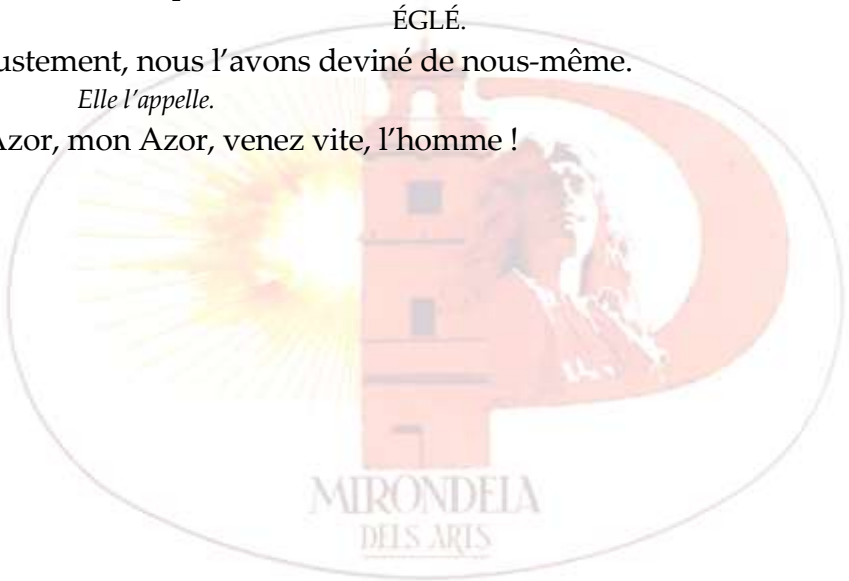 ÉGLÉ.
ustement, nous l’avons deviné de nous-même.
Elle l’appelle.
Azor, mon Azor, venez vite, l’homme !
MIRONDELA
DELS ARTS